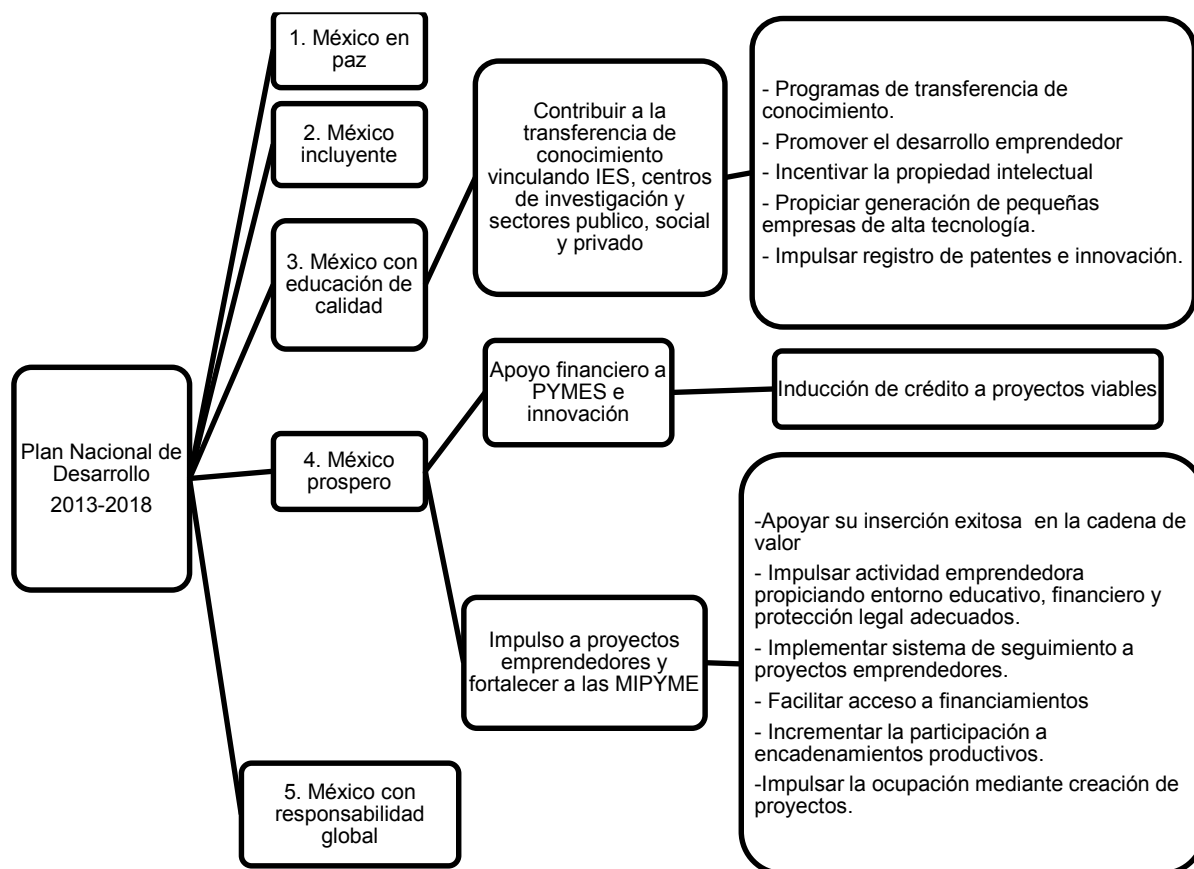 Plan Nacional de
Desarrollo
2013-2018
1. México en
paz
2. México
incluyente
3. México con
educación de
calidad
Contribuir a la
transferencia de
conocimiento
vinculando IES, centros
de investigación y
sectores publico, social
y privado
- Programas de transferencia de
conocimiento.
- Promover el desarrollo emprendedor
- Incentivar la propiedad intelectual
- Propiciar generación de pequeñas
empresas de alta tecnología.
- Impulsar registro de patentes e innovación.
4. México
prospero
Apoyo financiero a
PYMES e
innovación
Inducción de crédito a proyectos viables
Impulso a proyectos
emprendedores y
fortalecer a las MIPYME
-Apoyar su inserción exitosa en la cadena de
valor
- Impulsar actividad emprendedora
propiciando entorno educativo, financiero y
protección legal adecuados.
- Implementar sistema de seguimiento a
proyectos emprendedores.
- Facilitar acceso a financiamientos
- Incrementar la participación a
encadenamientos productivos.
-Impulsar la ocupación mediante creación de
proyectos.
5. México con
responsabilidad
global